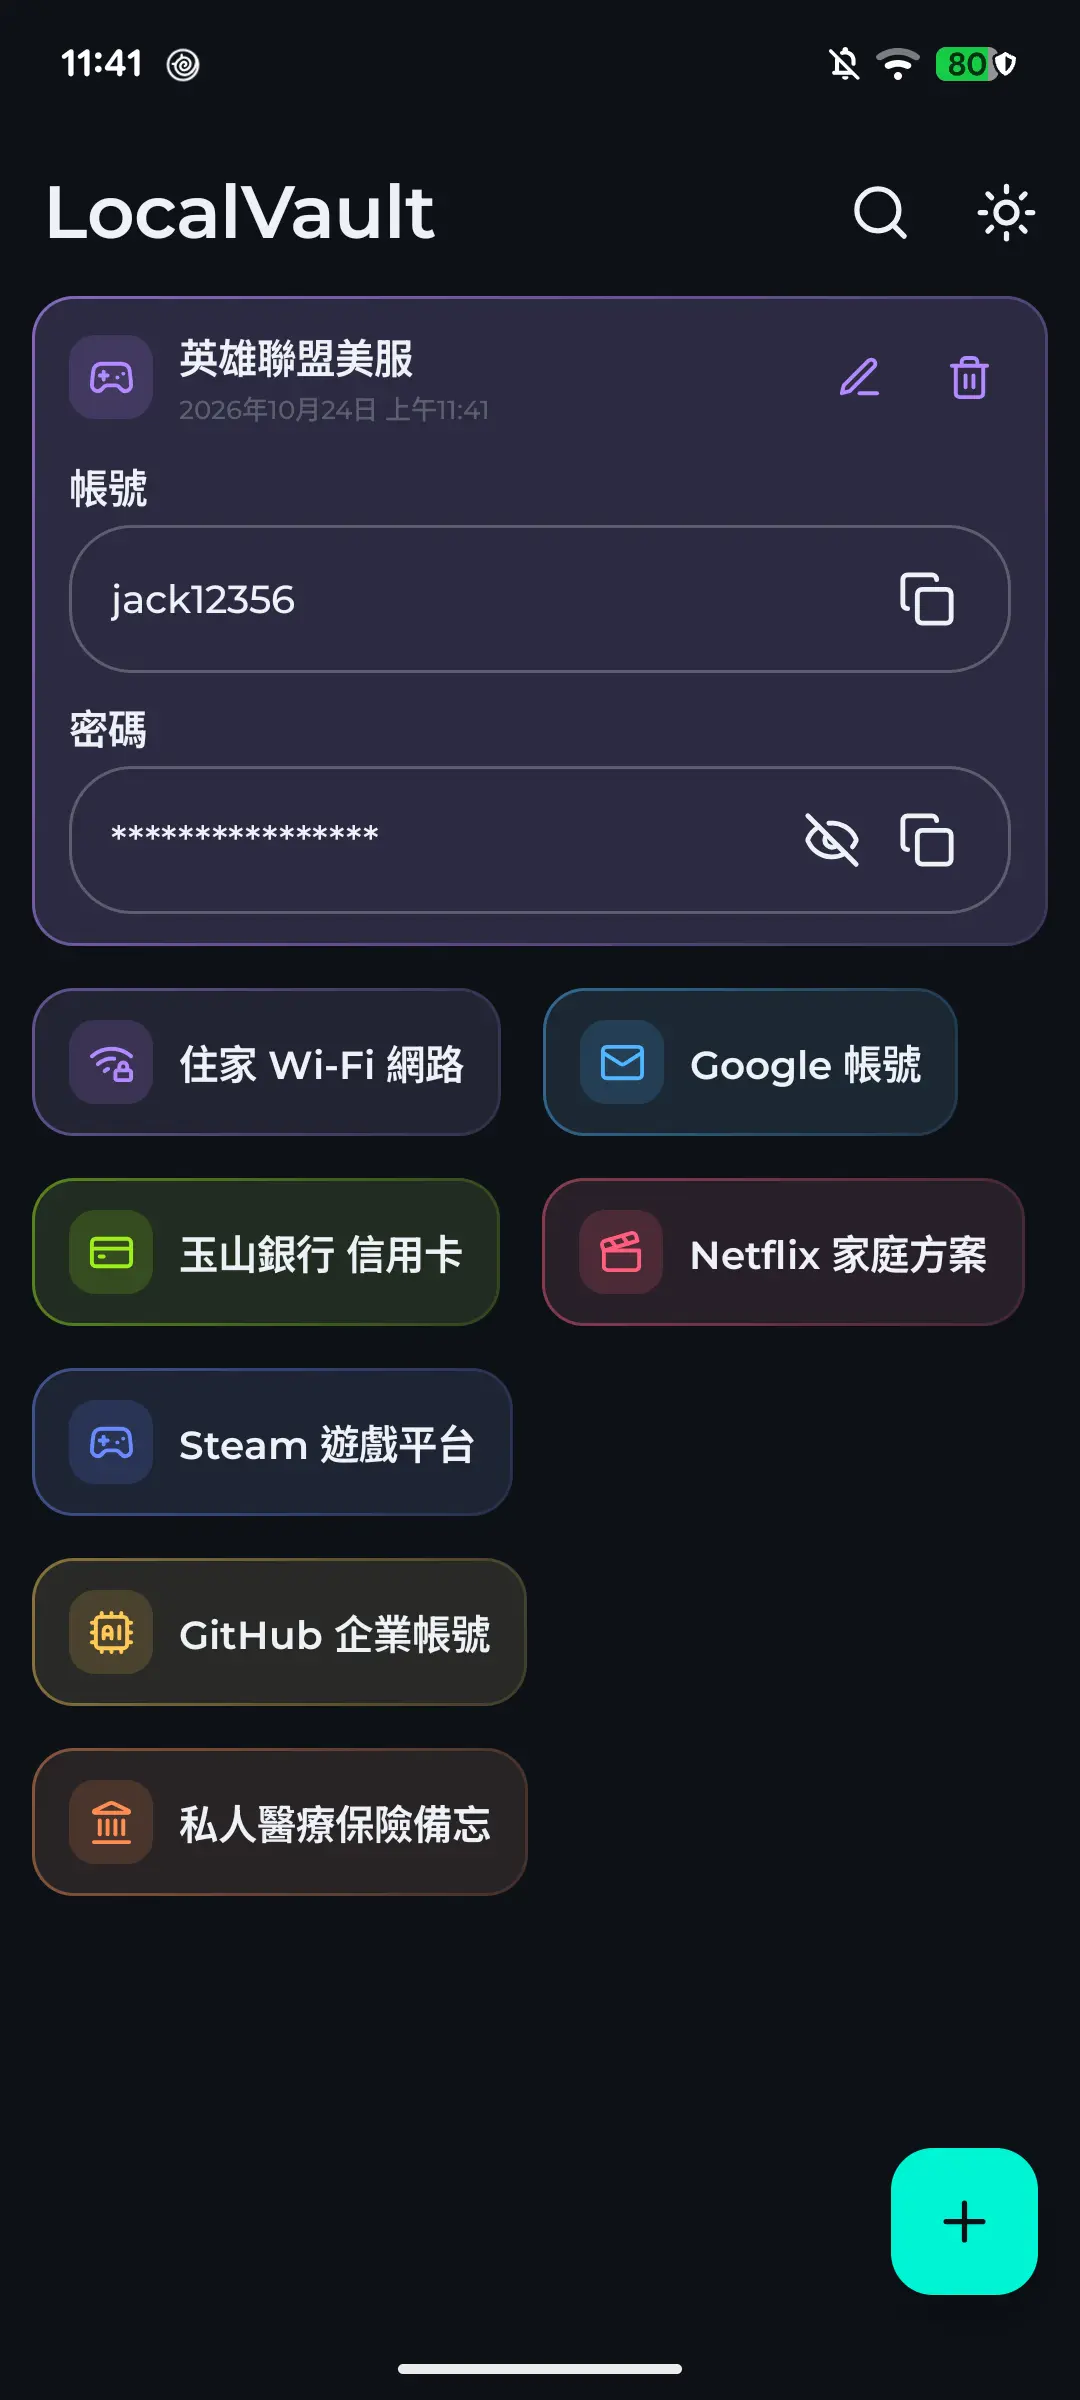 11:41
80
LocalVault
英雄聯盟美服
2026年10月24日 上午11:41
帳號
jack12356
密碼
****************
住家 Wi-Fi 網路
Google 帳號
玉山銀行 信用卡
Netflix 家庭方案
Steam 遊戲平台
AI
GitHub 企業帳號
私人醫療保險備忘